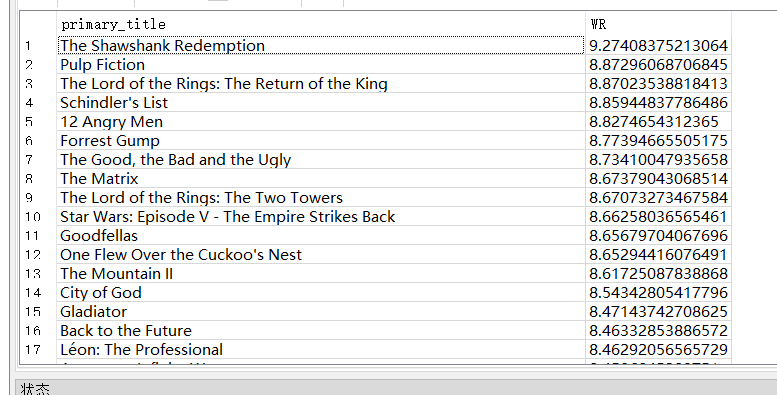 primary_title WR
1 The Shawshank Redemption 9.27408375213064
2 Pulp Fiction 8.87296068706845
3 The Lord of the Rings: The Return of the King 8.87023538818413
4 Schindler's List 8.85944837786486
5 12 Angry Men 8.8274654312365
6 Forrest Gump 8.77394665505175
7 The Good, the Bad and the Ugly 8.73410047935658
8 The Matrix 8.67379043068514
9 The Lord of the Rings: The Two Towers 8.67073273467584
10 Star Wars: Episode V - The Empire Strikes Back 8.66258036565461
11 Goodfellas 8.65679704067696
12 One Flew Over the Cuckoo's Nest 8.65294416076491
13 The Mountain II 8.61725087838868
14 City of God 8.54342805417796
15 Gladiator 8.47143742708625
16 Back to the Future 8.46332853886572
17 Léon: The Professional 8.46292056565729
状态